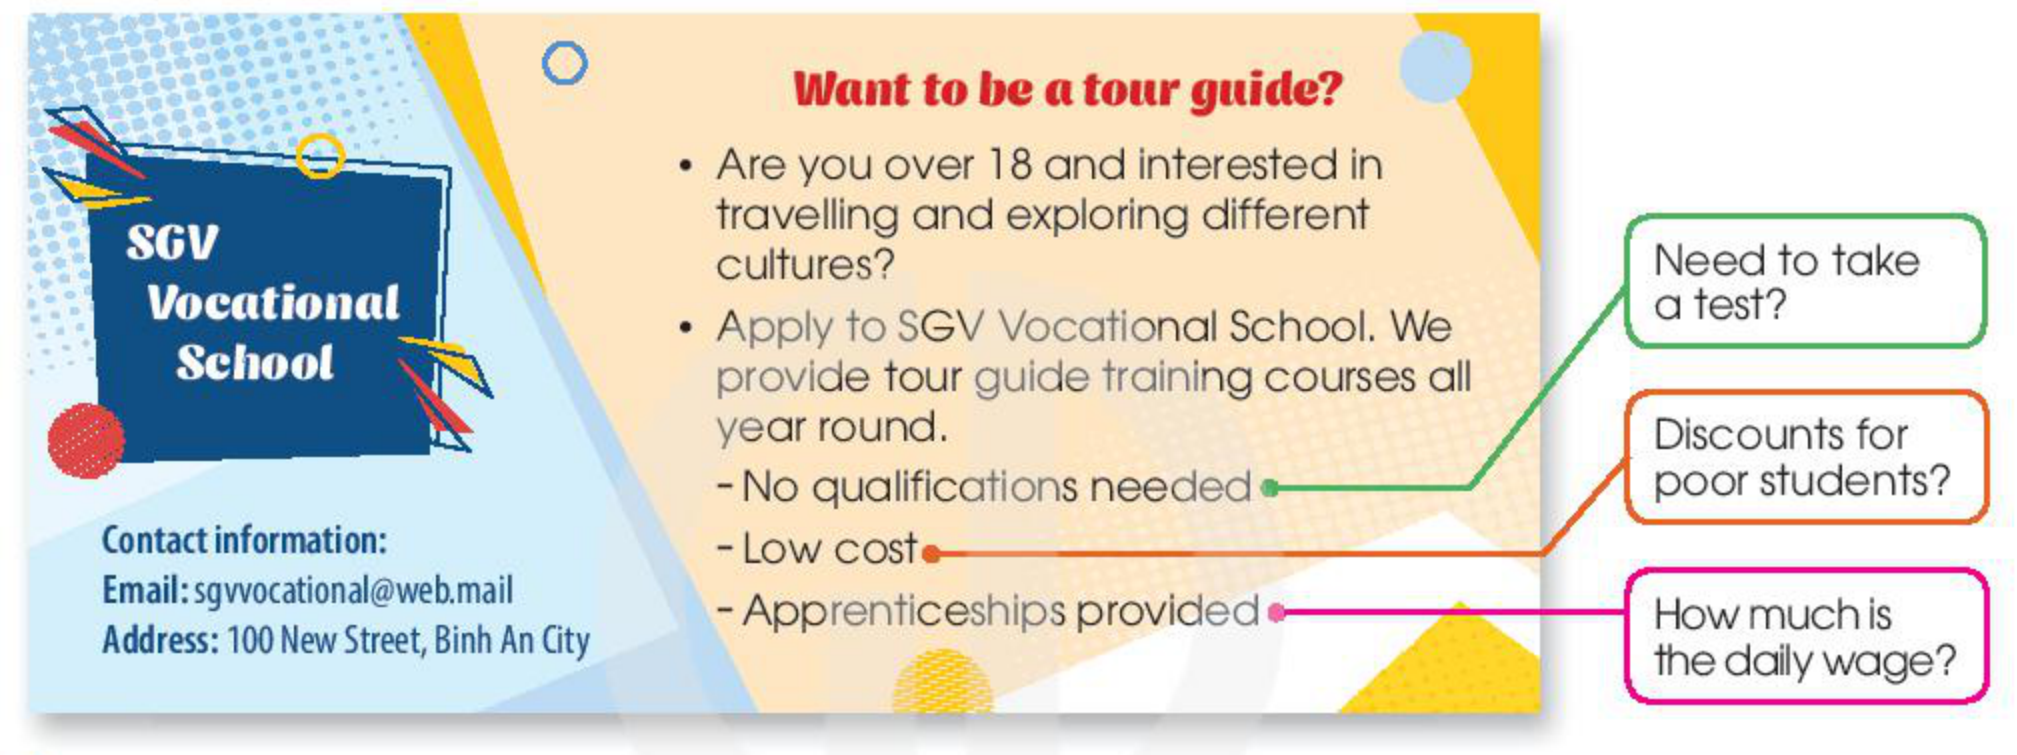 SGV
Vocational
School
Contact information:
Email: sgvvocational@web.mail
Address: 100 New Street, Binh An City
Want to be a tour guide?
• Are you over 18 and interested in
travelling and exploring different
cultures?
• Apply to SGV Vocational School. We
provide tour guide training courses all
year round.
- No qualifications needed
- Low cost
- Apprenticeships provided
Need to take
a test?
Discounts for
poor students?
How much is
the daily wage?